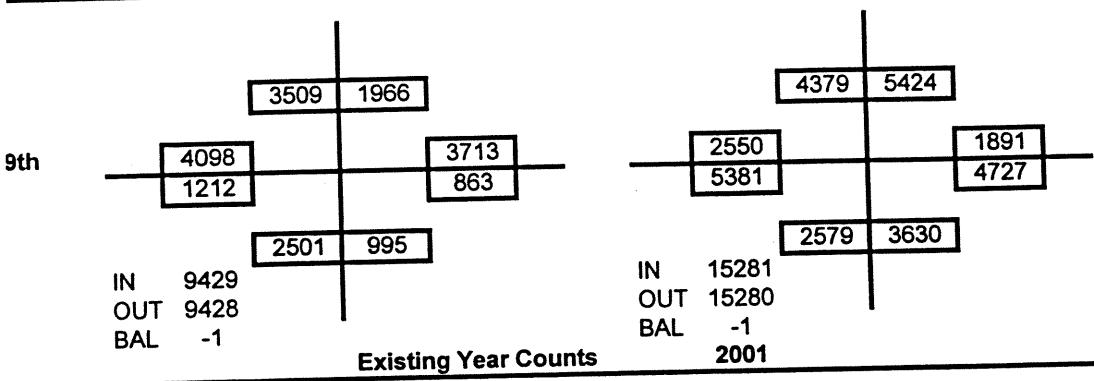 3509 1966 4379 5424
9th 4098 3713 2550 1891
1212 863 5381 4727
2501 995 2579 3630
IN 9429 IN 15281
OUT 9428 OUT 15280
BAL -1 BAL -1
Existing Year Counts 2001